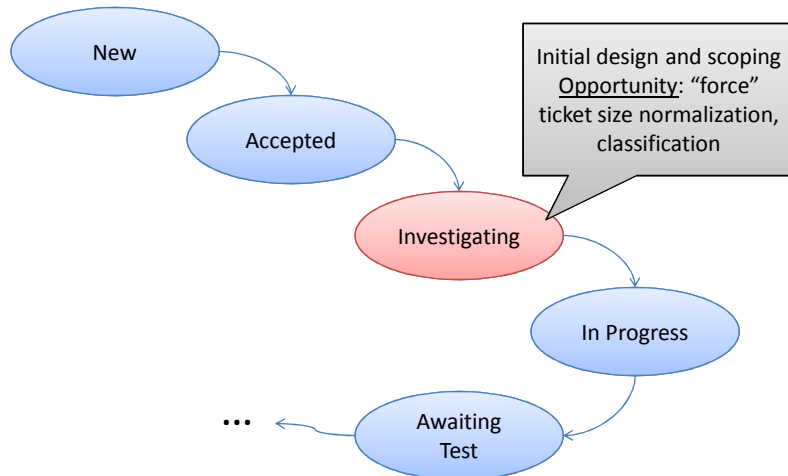 New
Initial design and scoping
Opportunity: “force”
ticket size normalization,
classification
Accepted
Investigating
In Progress
Awaiting
Test
...